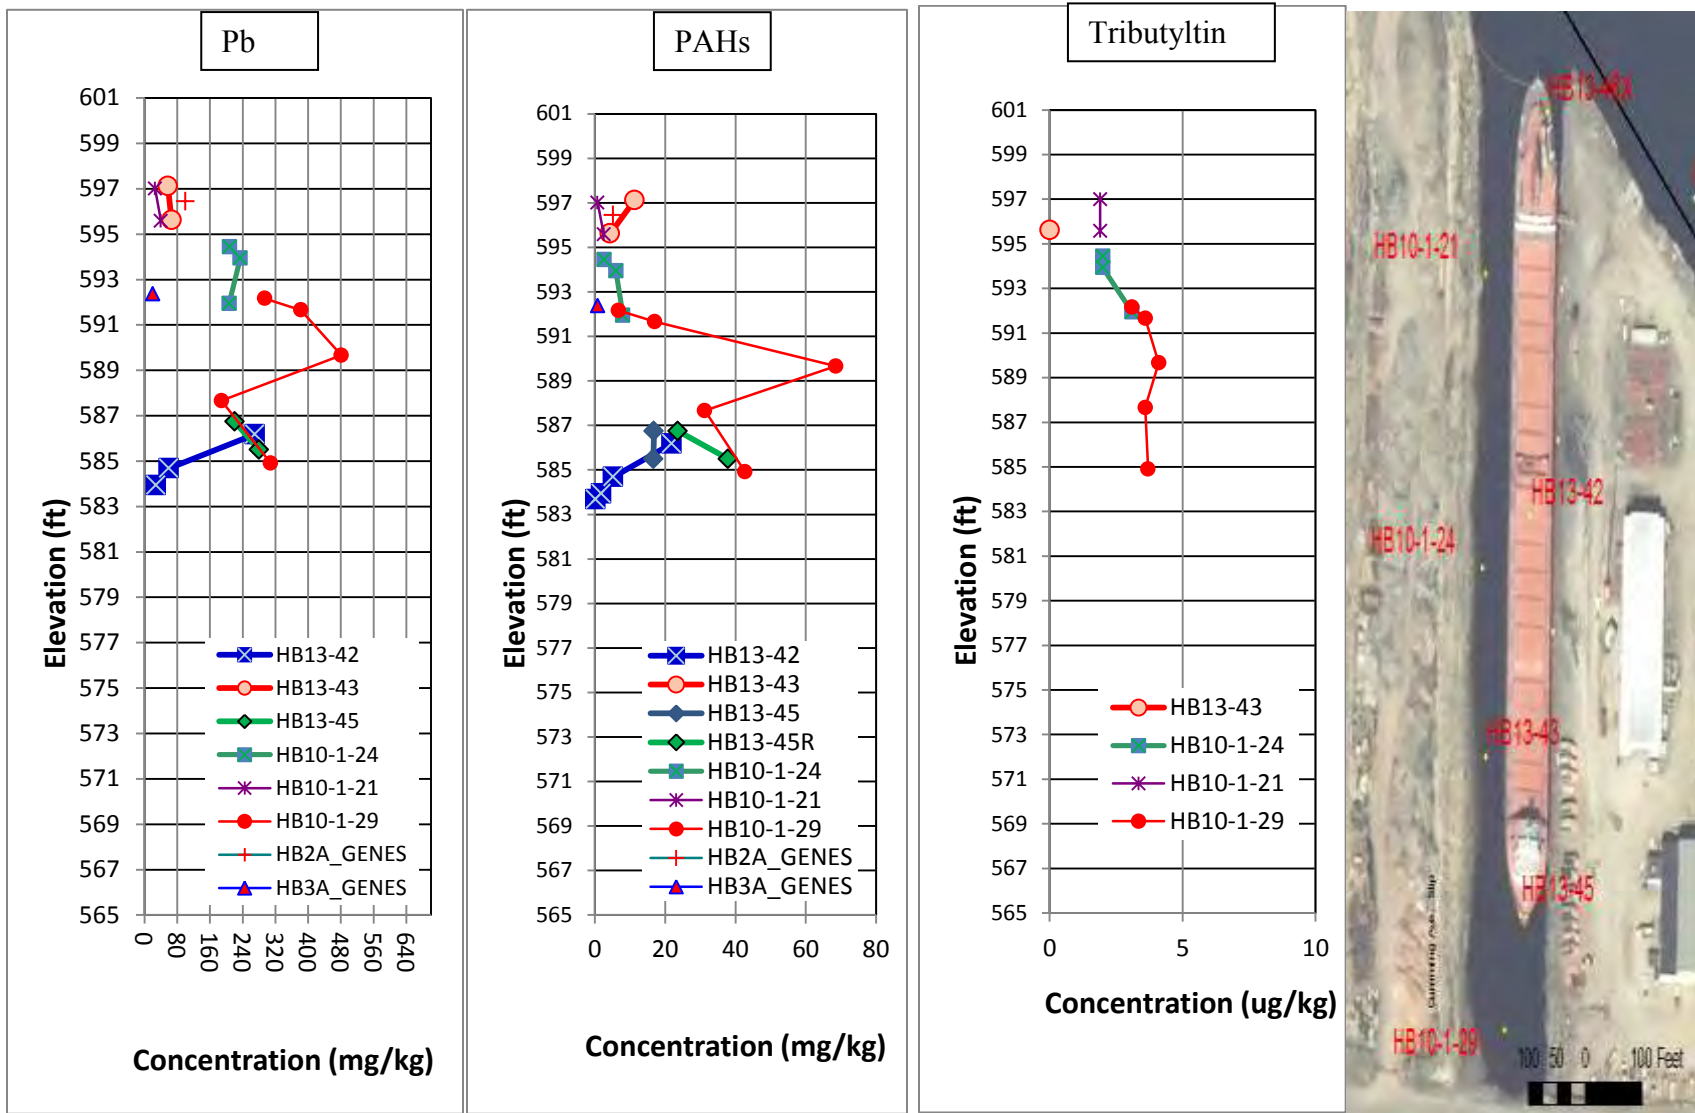 Pb
PAHs
Tributyltin
601
599
597
595
593
591
589
587
585
583
581
579
577
575
573
571
569
567
565
Elevation (ft)
HB13-42
HB13-43
HB13-45
HB10-1-24
HB10-1-21
HB10-1-29
HB2A_GENES
HB3A_GENES
0
80
160
240
320
400
480
560
640
Concentration (mg/kg)
601
599
597
595
593
591
589
587
585
583
581
579
577
575
573
571
569
567
565
Elevation (ft)
HB13-42
HB13-43
HB13-45
HB13-45R
HB10-1-24
HB10-1-21
HB10-1-29
HB2A_GENES
HB3A_GENES
0 20 40 60 80
Concentration (mg/kg)
601
599
597
595
593
591
589
587
585
583
581
579
577
575
573
571
569
567
565
Elevation (ft)
HB13-43
HB10-1-24
HB10-1-21
HB10-1-29
0 5 10
Concentration (ug/kg)
HB10-1-21
HB13-42
HB10-1-24
HB13-43
HB13-45
Slip
HB10-1-29
100 50 0 100 Feet